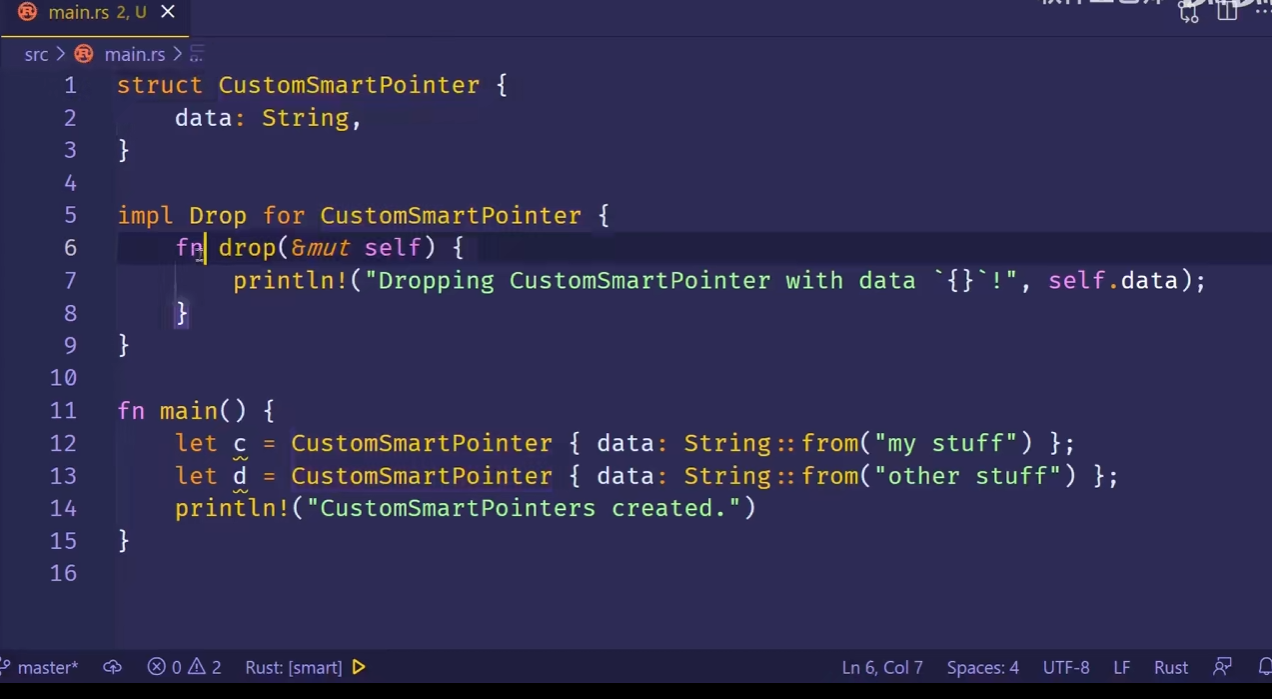 main.rs 2, U
src > main.rs >
1 struct CustomSmartPointer {
2     data: String,
3 }
4
5 impl Drop for CustomSmartPointer {
6     fn drop(&mut self) {
7         println!("Dropping CustomSmartPointer with data `{}`!", self.data);
8     }
9 }
10
11 fn main() {
12     let c = CustomSmartPointer { data: String::from("my stuff") };
13     let d = CustomSmartPointer { data: String::from("other stuff") };
14     println!("CustomSmartPointers created.")
15 }
16
master* 0 2 Rust: [smart] Ln 6, Col 7 Spaces: 4 UTF-8 LF Rust